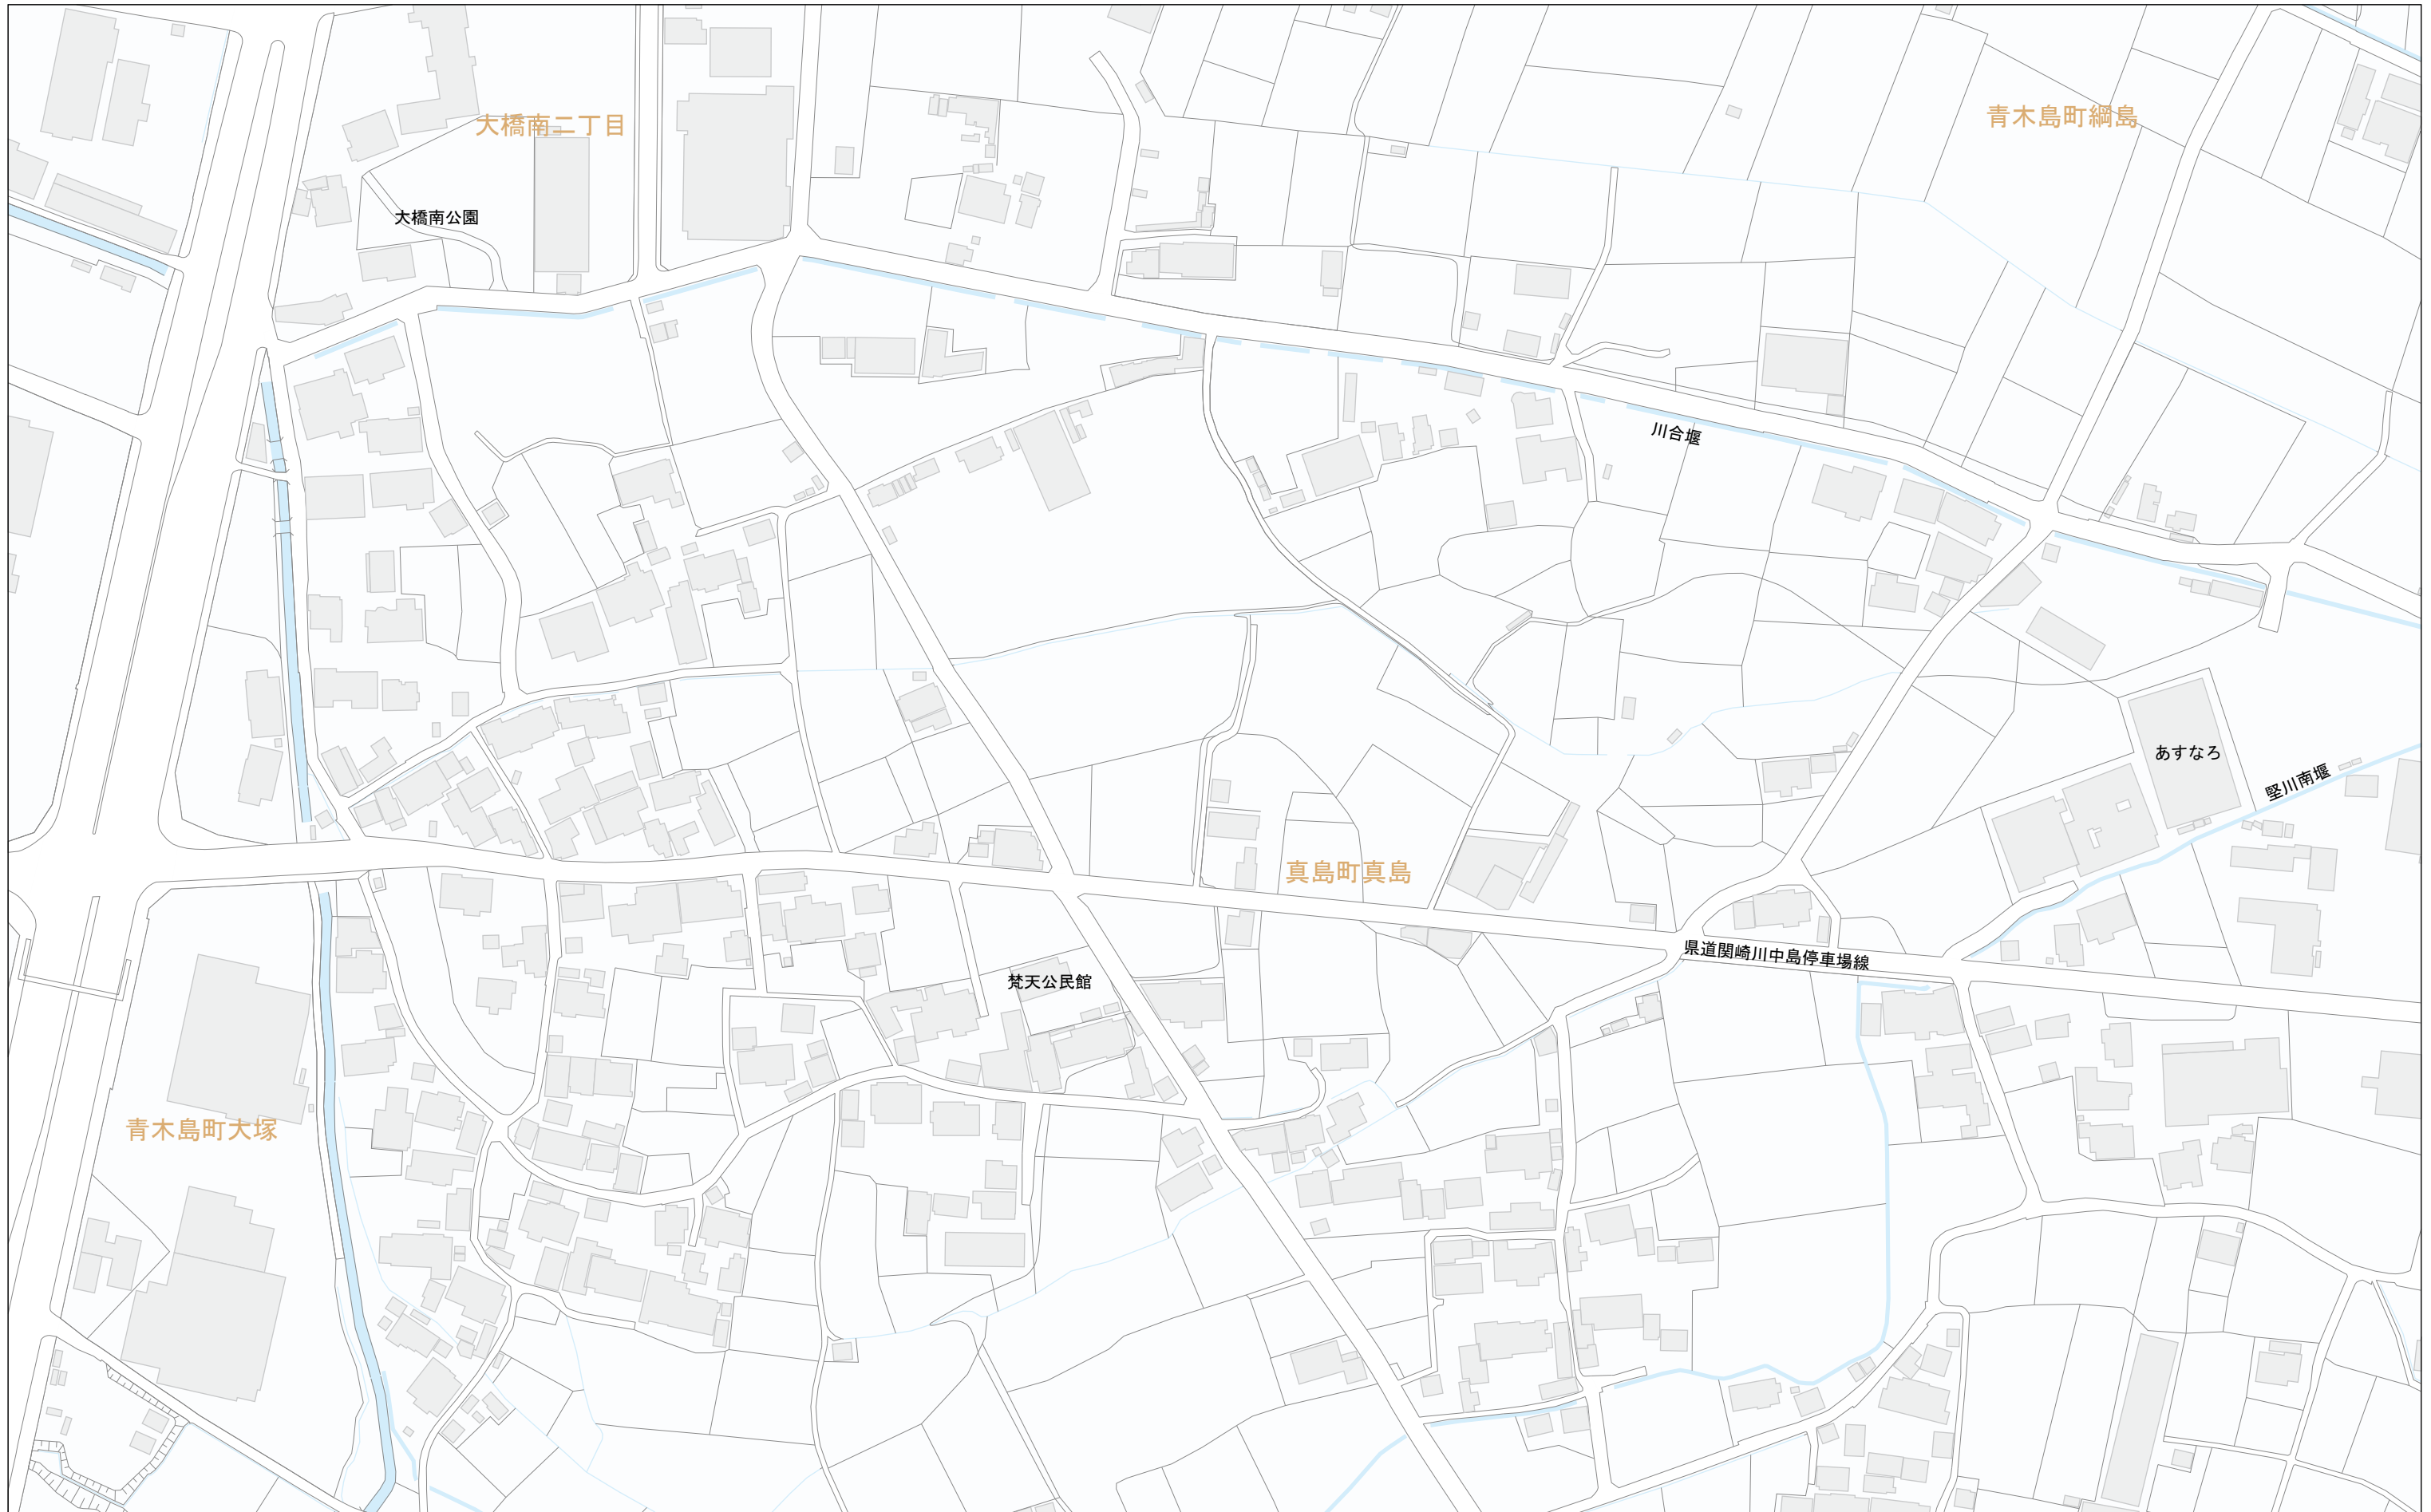 大橋南二丁目
青木島町綱島
大橋南公園
川合堰
あすなろ
堅川南堰
真島町真島
県道関崎川中島停車場線
梵天公民館
青木島町大塚